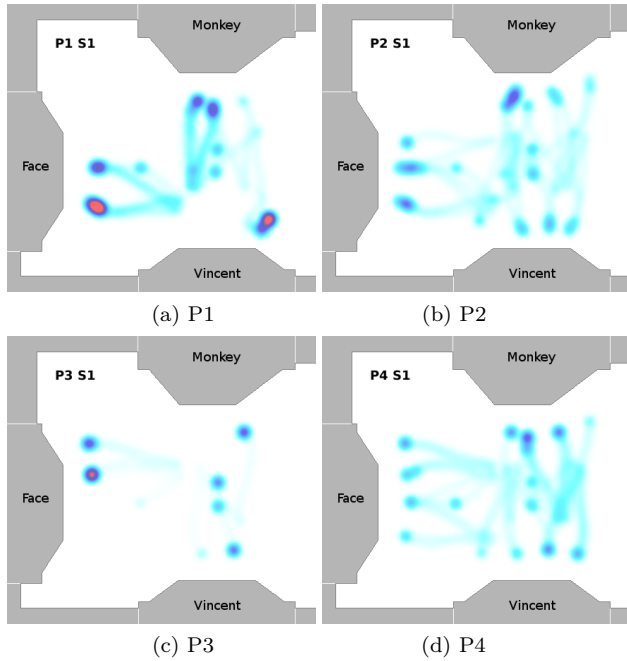 Monkey
P1 S1
Face
Vincent
(a) P1
Monkey
P2 S1
Face
Vincent
(b) P2
Monkey
P3 S1
Face
Vincent
(c) P3
Monkey
P4 S1
Face
Vincent
(d) P4